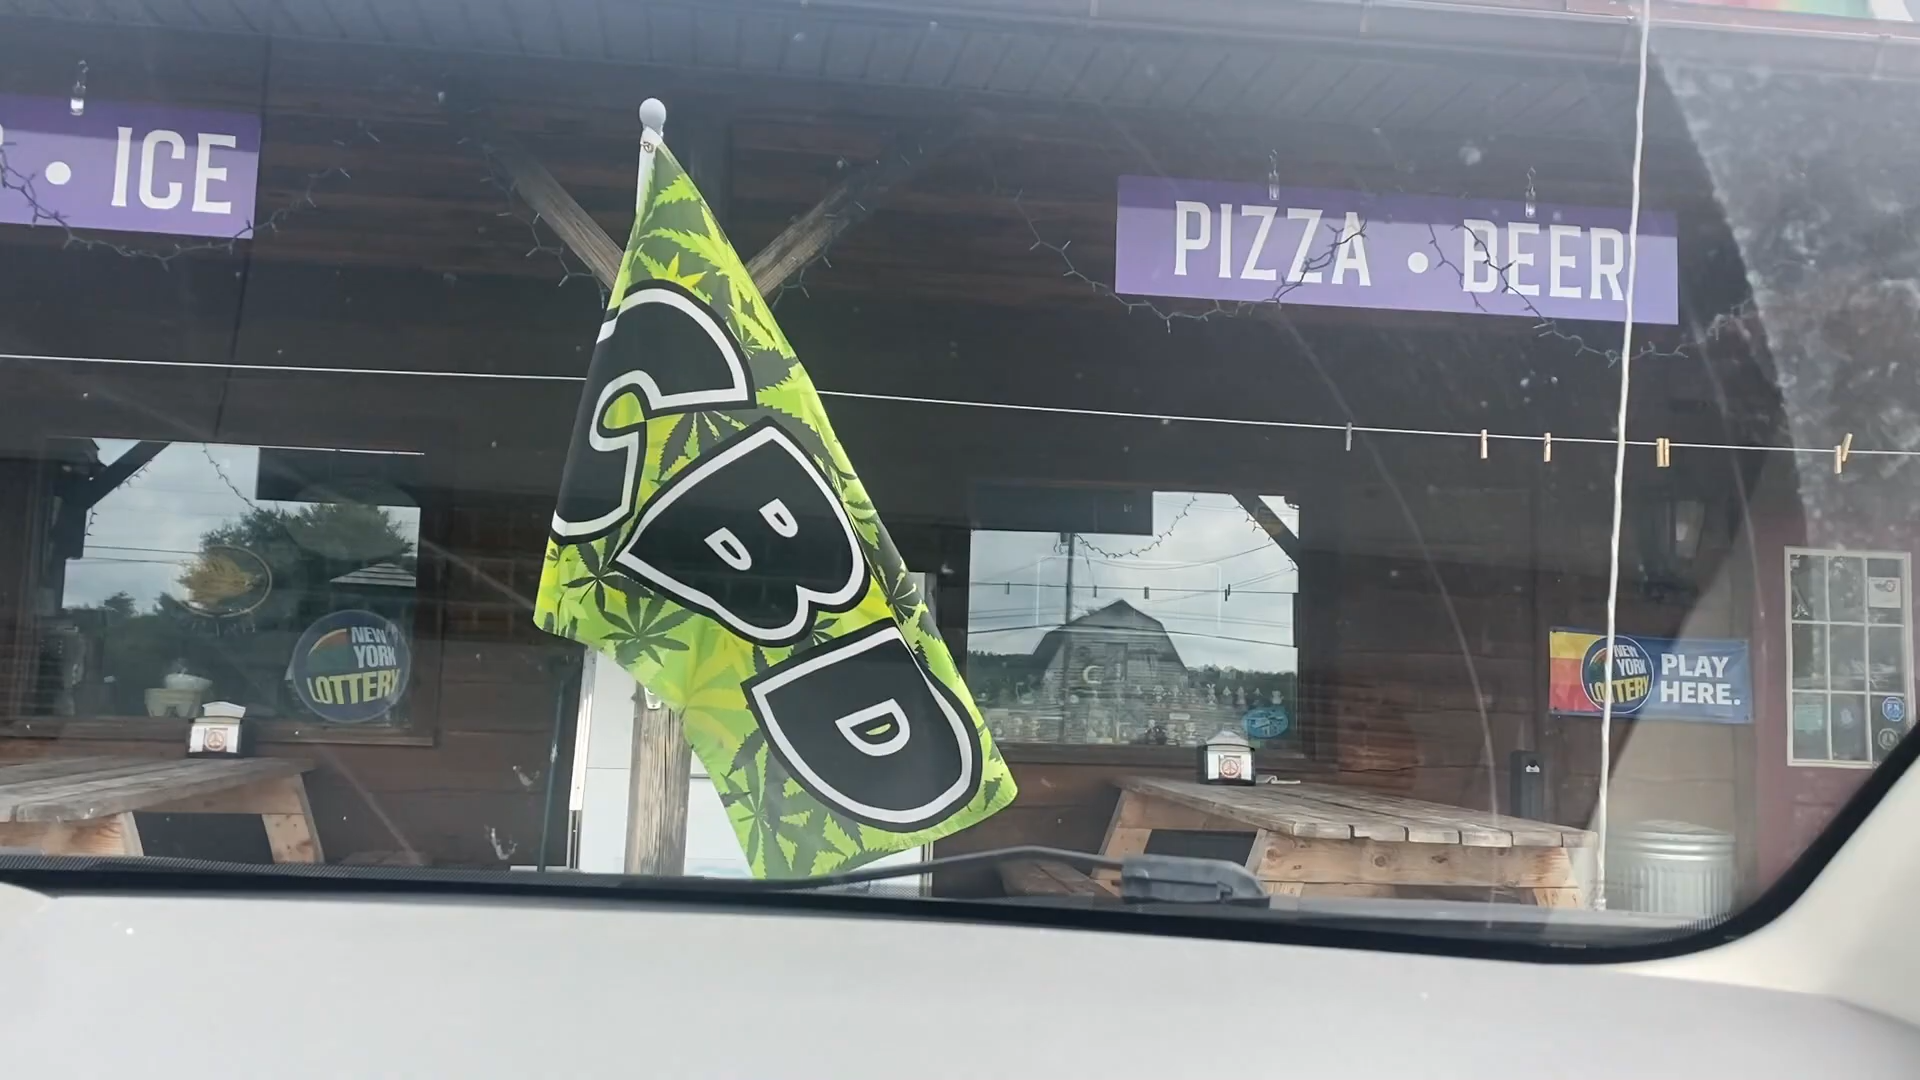 • ICE
PIZZA • BEER
CBD
NEW
YORK
LOTTERY
NEW
YORK
LOTTERY
PLAY
HERE.